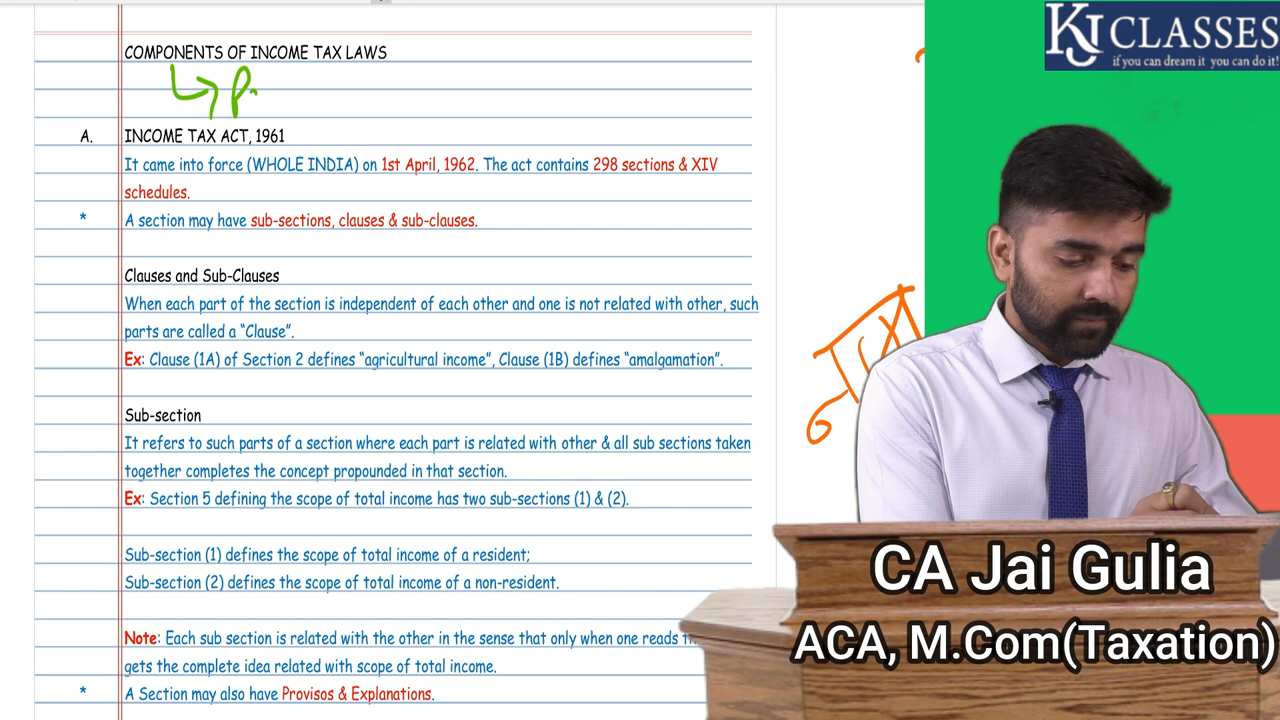 KJ CLASSES
if you can dream it you can do it!
COMPONENTS OF INCOME TAX LAWS
A. INCOME TAX ACT, 1961
It came into force (WHOLE INDIA) on 1st April, 1962. The act contains 298 sections & XIV
schedules.
* A section may have sub-sections, clauses & sub-clauses.
Clauses and Sub-Clauses
When each part of the section is independent of each other and one is not related with other, such
parts are called a “Clause”.
Ex: Clause (1A) of Section 2 defines “agricultural income”, Clause (1B) defines “amalgamation”.
Sub-section
It refers to such parts of a section where each part is related with other & all sub sections taken
together completes the concept propounded in that section.
Ex: Section 5 defining the scope of total income has two sub-sections (1) & (2).
Sub-section (1) defines the scope of total income of a resident;
Sub-section (2) defines the scope of total income of a non-resident.
Note: Each sub section is related with the other in the sense that only when one reads
gets the complete idea related with scope of total income.
* A Section may also have Provisos & Explanations.
CA Jai Gulia
ACA, M.Com(Taxation)